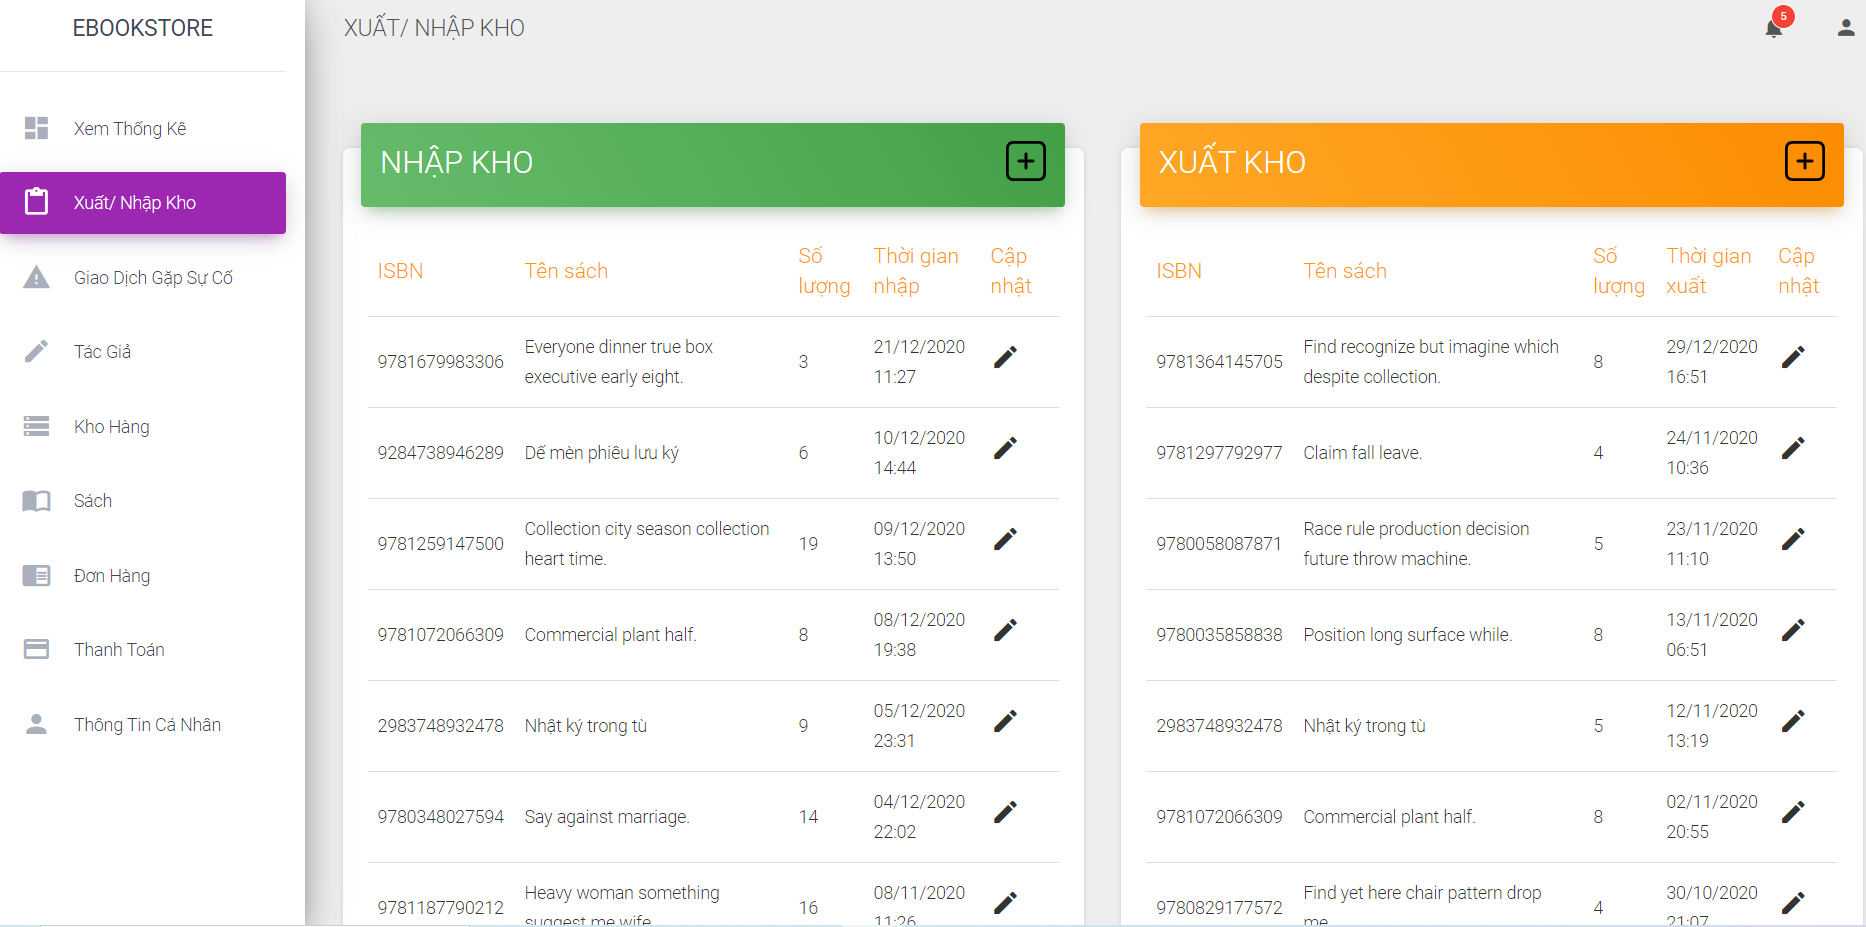 EBOOKSTORE
Xem Thống Kê
Xuất/ Nhập Kho
Giao Dịch Gặp Sự Cố
Tác Giả
Kho Hàng
Sách
Đơn Hàng
Thanh Toán
Thông Tin Cá Nhân
XUẤT/ NHẬP KHO
5
NHẬP KHO
ISBN Tên sách Số lượng Thời gian nhập Cập nhật
9781679983306 Everyone dinner true box executive early eight. 3 21/12/2020 11:27
9284738946289 Dế mèn phiêu lưu ký 6 10/12/2020 14:44
9781259147500 Collection city season collection heart time. 19 09/12/2020 13:50
9781072066309 Commercial plant half. 8 08/12/2020 19:38
2983748932478 Nhật ký trong tù 9 05/12/2020 23:31
9780348027594 Say against marriage. 14 04/12/2020 22:02
9781187790212 Heavy woman something suggest me wife 16 08/11/2020 11:26
XUẤT KHO
ISBN Tên sách Số lượng Thời gian xuất Cập nhật
9781364145705 Find recognize but imagine which despite collection. 8 29/12/2020 16:51
9781297792977 Claim fall leave. 4 24/11/2020 10:36
9780058087871 Race rule production decision future throw machine. 5 23/11/2020 11:10
9780035858838 Position long surface while. 8 13/11/2020 06:51
2983748932478 Nhật ký trong tù 5 12/11/2020 13:19
9781072066309 Commercial plant half. 8 02/11/2020 20:55
9780829177572 Find yet here chair pattern drop me 4 30/10/2020 21:07